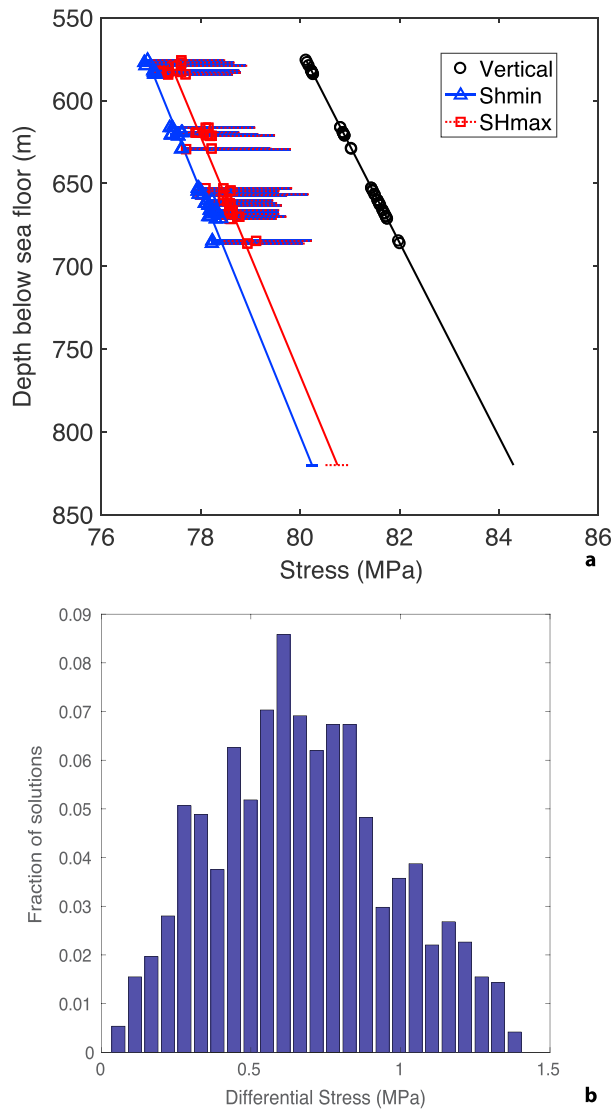 550
600
650
700
750
800
850
Depth below sea floor (m)
Vertical
Shmin
SHmax
76 78 80 82 84 86
Stress (MPa)
a
0.09
0.08
0.07
0.06
0.05
0.04
0.03
0.02
0.01
0
Fraction of solutions
0 0.5 1 1.5
Differential Stress (MPa)
b